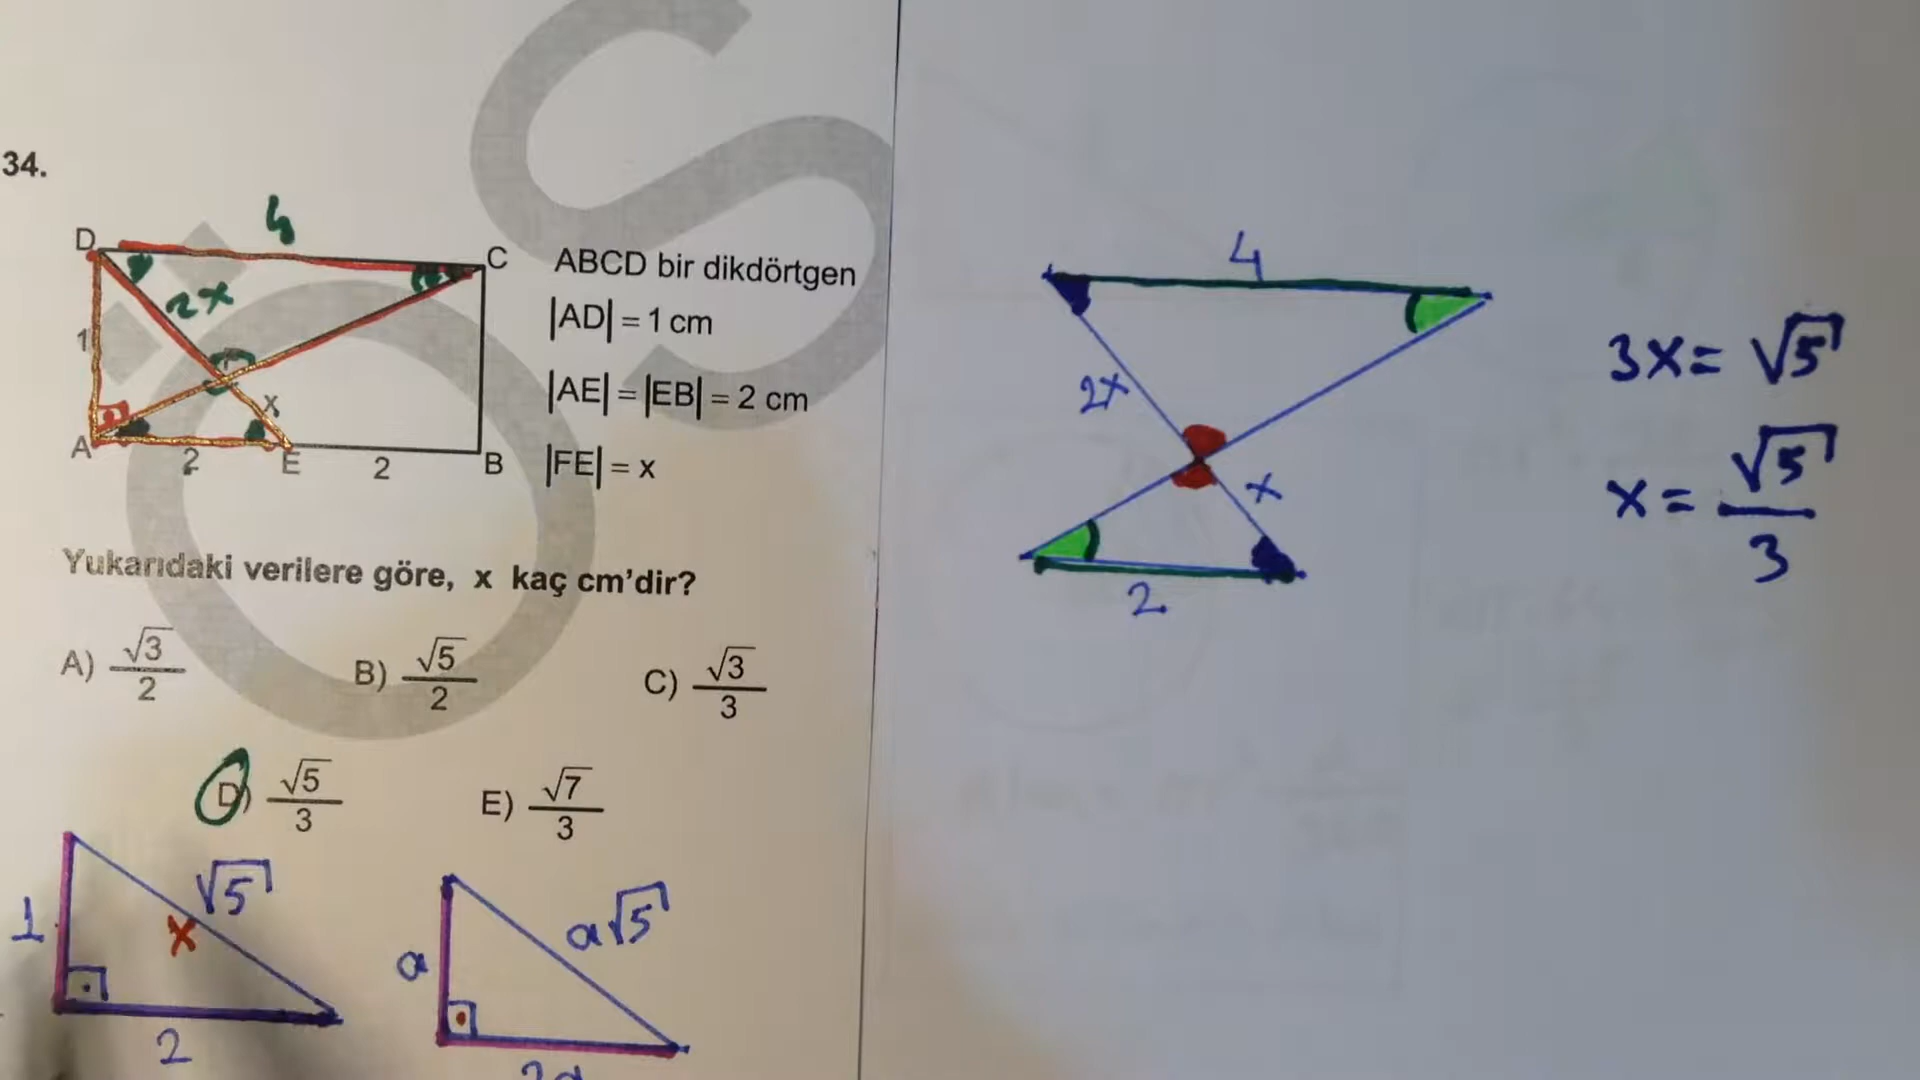 34.
4
D
C
2x
1
F
x
A
2
E
2
B
ABCD bir dikdörtgen
|AD| = 1 cm
|AE| = |EB| = 2 cm
|FE| = x
Yukarıdaki verilere göre, x kaç cm'dir?
A) √3/2
B) √5/2
C) √3/3
D) √5/3
E) √7/3
1
√5
x
2
a
a√5
2a
4
2x
x
2
3x = √5
x = √5/3